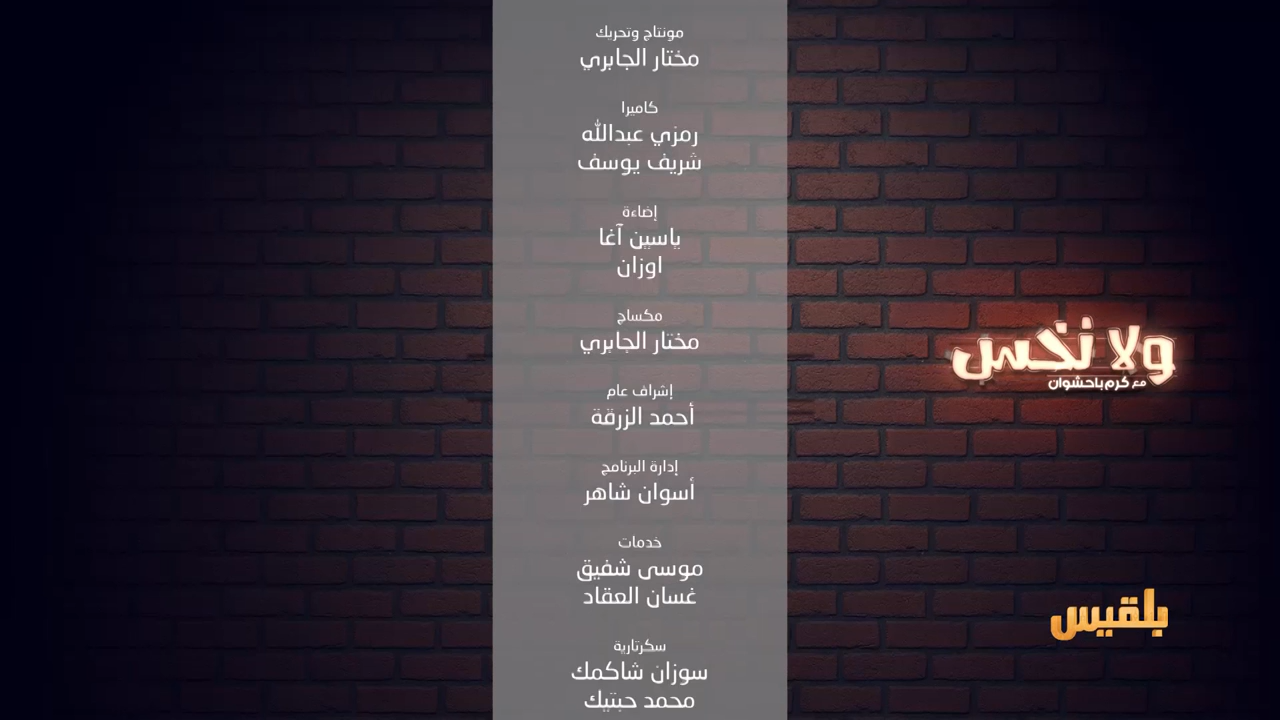 مونتاج وتحريك
مختار الجابري
كاميرا
رمزي عبدالله
شريف يوسف
إضاءة
ياسين آغا
اوزان
مكساج
مختار الجابري
إشراف عام
أحمد الزرقة
إدارة البرنامج
أسوان شاهر
خدمات
موسى شفيق
غسان العقاد
سكرتارية
سوزان شاكمك
محمد حبتيك
ولا نخس
مع كرم باحشوان
بلقيس